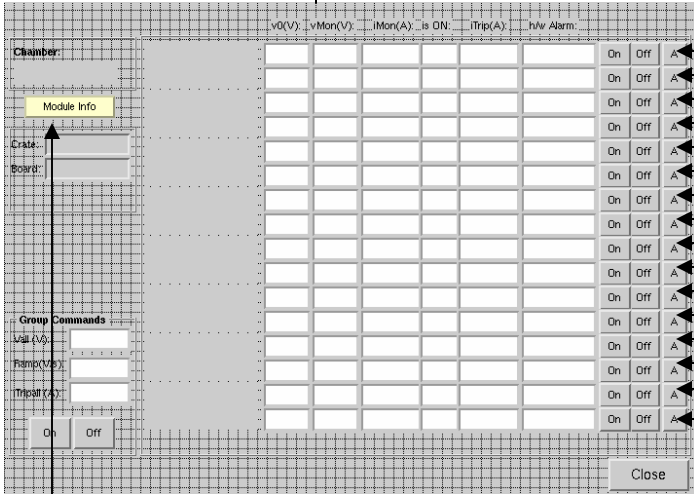 v0(V): vMon(V): iMon(A): is ON: iTrip(A): h/w Alarm:
Chamber:
On Off A
On Off A
Module Info
On Off A
On Off A
Crate:
On Off A
Board:
On Off A
On Off A
On Off A
On Off A
On Off A
On Off A
Group Commands
On Off A
Vall (V):
On Off A
Ramp(V/s):
On Off A
Itripall (A):
On Off A
On Off
On Off A
Close